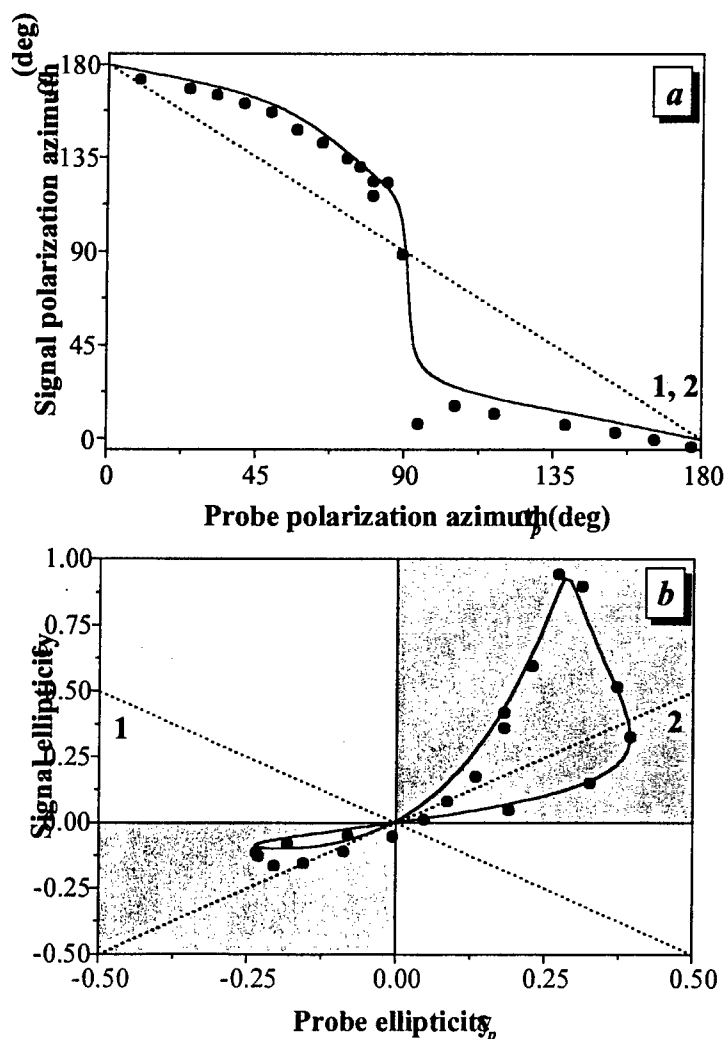 a
Signal polarization azimuth (deg)
180
135
90
45
0
1, 2
0 45 90 135 180
Probe polarization azimuth (deg)
b
Signal ellipticity
1.00
0.75
0.50
0.25
0.00
-0.25
-0.50
1
2
-0.50 -0.25 0.00 0.25 0.50
Probe ellipticity